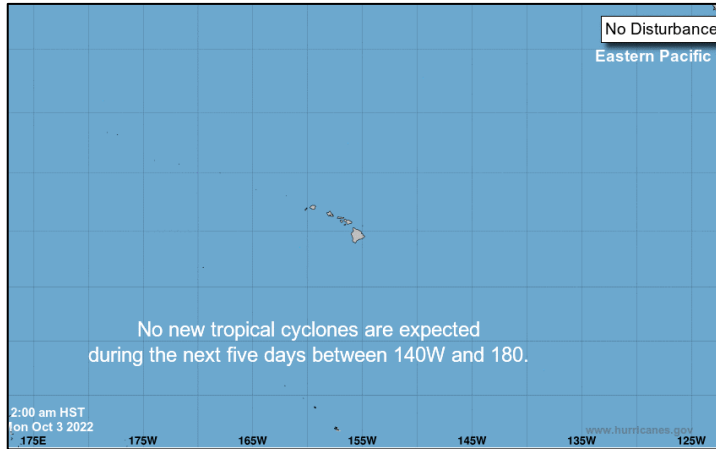 No Disturbance
Eastern Pacific
No new tropical cyclones are expected
during the next five days between 140W and 180.
2:00 am HST
Mon Oct 3 2022
www.hurricanes.gov
175E 175W 165W 155W 145W 135W 125W